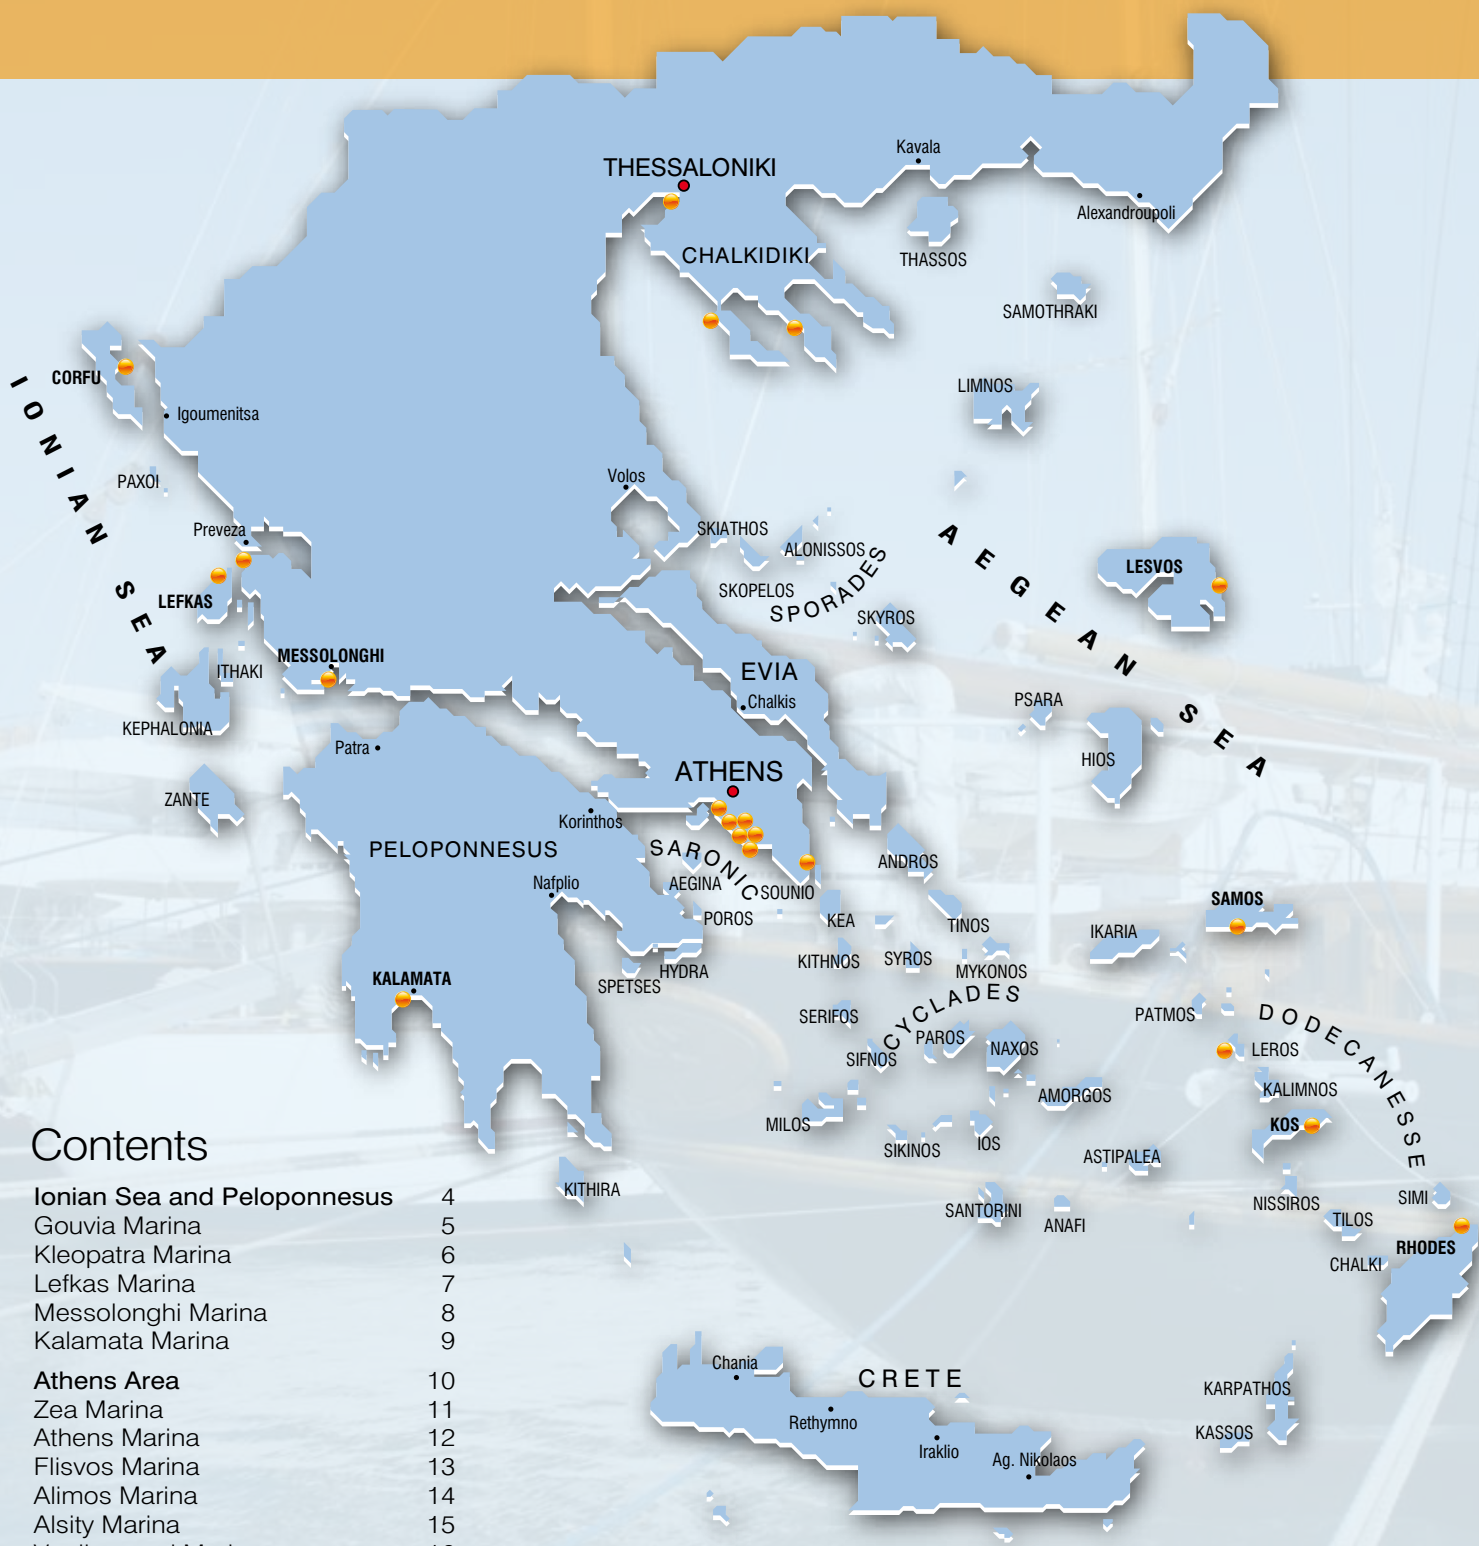 THESSALONIKI
Kavala
Alexandroupoli
CHALKIDIKI
THASSOS
SAMOTHRAKI
CORFU
LIMNOS
Igoumenitsa
IONIAN SEA
PAXOI
Volos
Preveza
SKIATHOS
ALONISSOS
AEGEAN SEA
LESVOS
SKOPELOS
SPORADES
LEFKAS
SKYROS
MESSOLONGHI
ITHAKI
EVIA
Chalkis
PSARA
KEPHALONIA
Patra
HIOS
ATHENS
ZANTE
Korinthos
PELOPONNESUS
SARONIC
ANDROS
Nafplio
AEGINA
SOUNIO
SAMOS
POROS
KEA
TINOS
IKARIA
KITHNOS
SYROS
MYKONOS
HYDRA
SPETSES
KALAMATA
CYCLADES
SERIFOS
PATMOS
DODECANESSE
PAROS
NAXOS
SIFNOS
LEROS
KALIMNOS
AMORGOS
MILOS
KOS
SIKINOS
IOS
ASTIPALEA
KITHIRA
SANTORINI
ANAFI
NISSIROS
SIMI
TILOS
RHODES
CHALKI
Chania
CRETE
KARPATHOS
Rethymno
Iraklio
Ag. Nikolaos
KASSOS
Contents
Ionian Sea and Peloponnesus 4
Gouvia Marina 5
Kleopatra Marina 6
Lefkas Marina 7
Messolonghi Marina 8
Kalamata Marina 9
Athens Area 10
Zea Marina 11
Athens Marina 12
Flisvos Marina 13
Alimos Marina 14
Alsity Marina 15